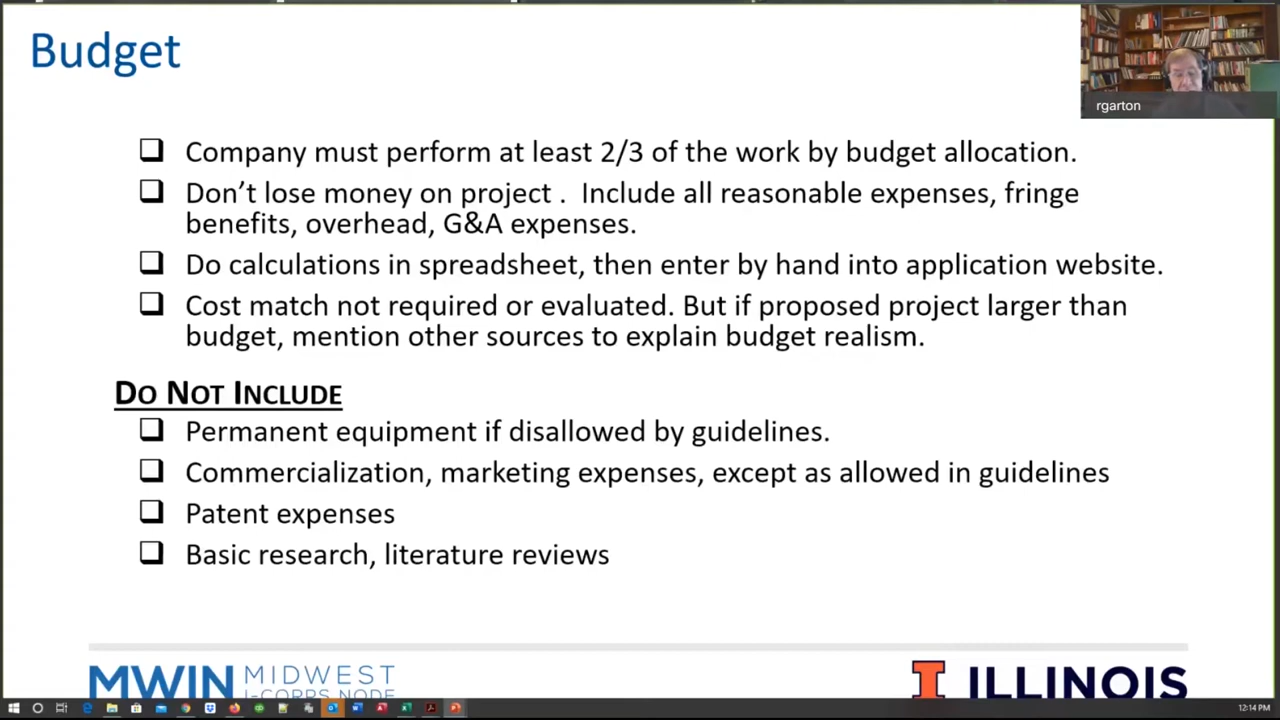 Budget
rgarton
Company must perform at least 2/3 of the work by budget allocation.
Don’t lose money on project . Include all reasonable expenses, fringe
benefits, overhead, G&A expenses.
Do calculations in spreadsheet, then enter by hand into application website.
Cost match not required or evaluated. But if proposed project larger than
budget, mention other sources to explain budget realism.
DO NOT INCLUDE
Permanent equipment if disallowed by guidelines.
Commercialization, marketing expenses, except as allowed in guidelines
Patent expenses
Basic research, literature reviews
MWIN MIDWEST
I-CORPS NODE
ILLINOIS
12:14 PM